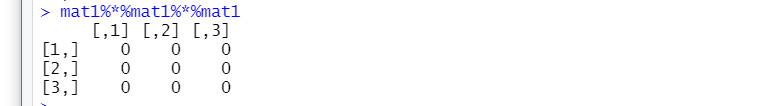 > mat1%*%mat1%*%mat1
     [,1] [,2] [,3]
[1,]    0    0    0
[2,]    0    0    0
[3,]    0    0    0